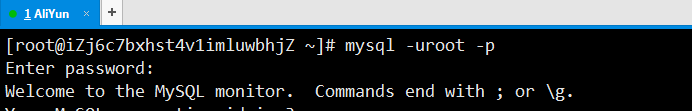 1 AliYun
[root@iZj6c7bxhst4v1imluwbhjZ ~]# mysql -uroot -p
Enter password:
Welcome to the MySQL monitor.  Commands end with ; or \g.